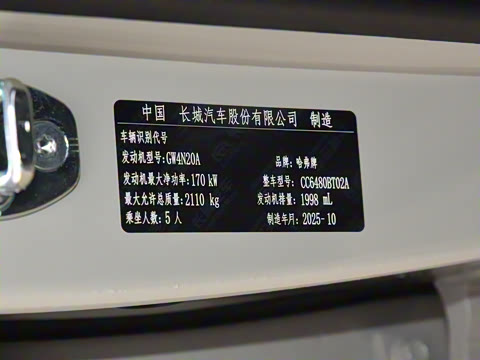 中国 长城汽车股份有限公司 制造
车辆识别代号
发动机型号:GW4N20A 品牌:哈弗牌
发动机最大净功率:170 kW 整车型号:CC6480BT02A
最大允许总质量:2110 kg 发动机排量:1998 mL
乘坐人数:5 人 制造年月:2025-10